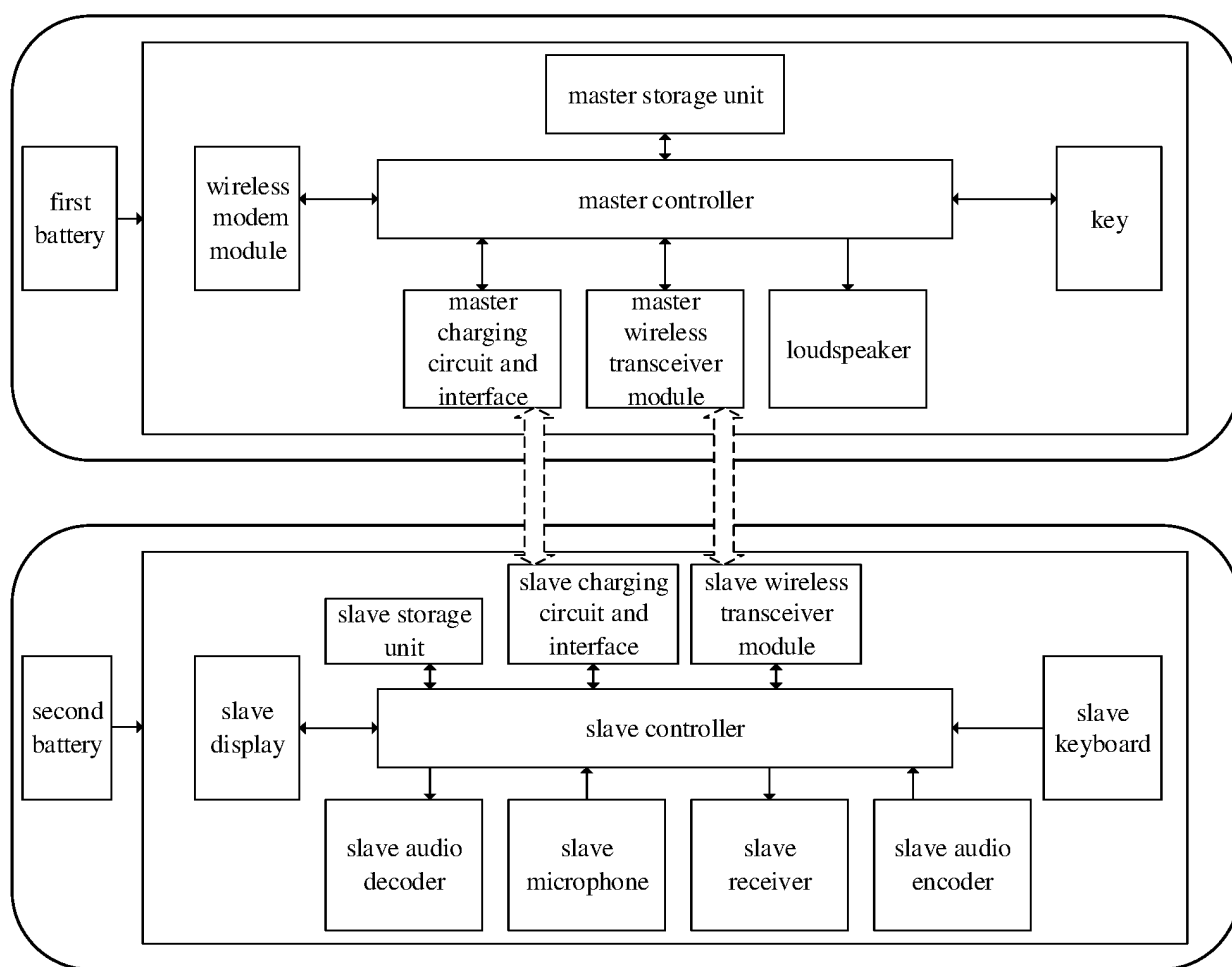 master storage unit
first
battery
wireless
modem
module
master controller
key
master
charging
circuit and
interface
master
wireless
transceiver
module
loudspeaker
slave charging
circuit and
interface
slave wireless
transceiver
module
slave storage
unit
second
battery
slave
display
slave controller
slave
keyboard
slave audio
decoder
slave
microphone
slave
receiver
slave audio
encoder